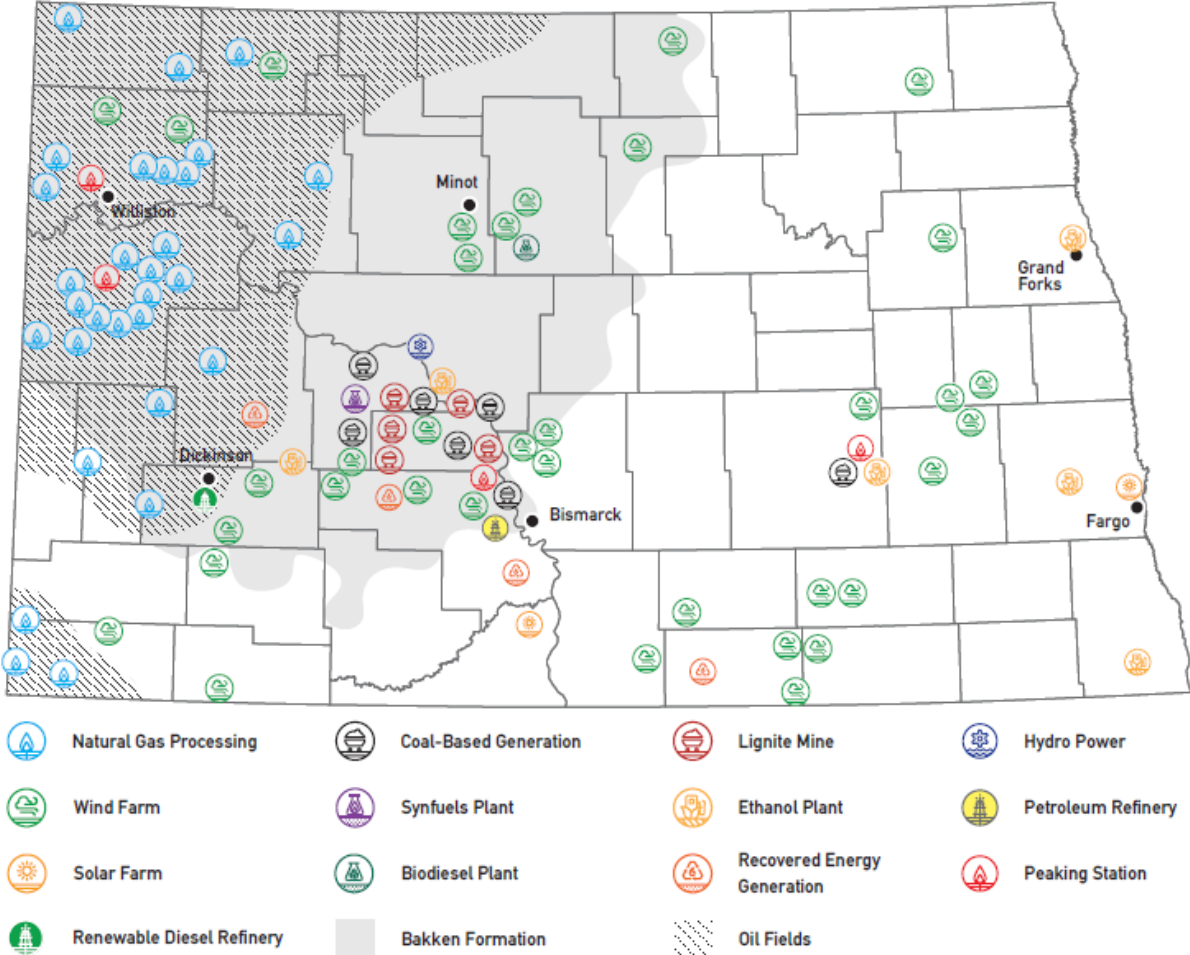 Minot
Williston
Grand
Forks
Dickinson
Bismarck
Fargo
Natural Gas Processing
Coal-Based Generation
Lignite Mine
Hydro Power
Wind Farm
Synfuels Plant
Ethanol Plant
Petroleum Refinery
Solar Farm
Biodiesel Plant
Recovered Energy
Generation
Peaking Station
Renewable Diesel Refinery
Bakken Formation
Oil Fields